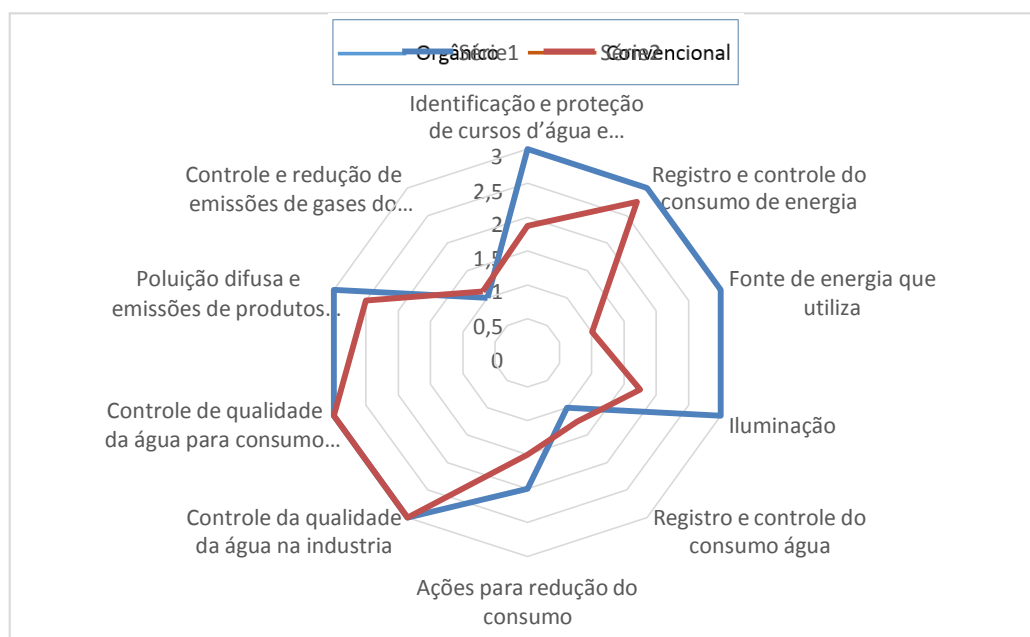 Orgânico Série1 Série2 Convencional
Identificação e proteção
de cursos d’água e...
Registro e controle do
consumo de energia
Fonte de energia que
utiliza
Iluminação
Registro e controle do
consumo água
Ações para redução do
consumo
Controle da qualidade
da água na industria
Controle de qualidade
da água para consumo...
Poluição difusa e
emissões de produtos...
Controle e redução de
emissões de gases do...
3
2,5
2
1,5
1
0,5
0